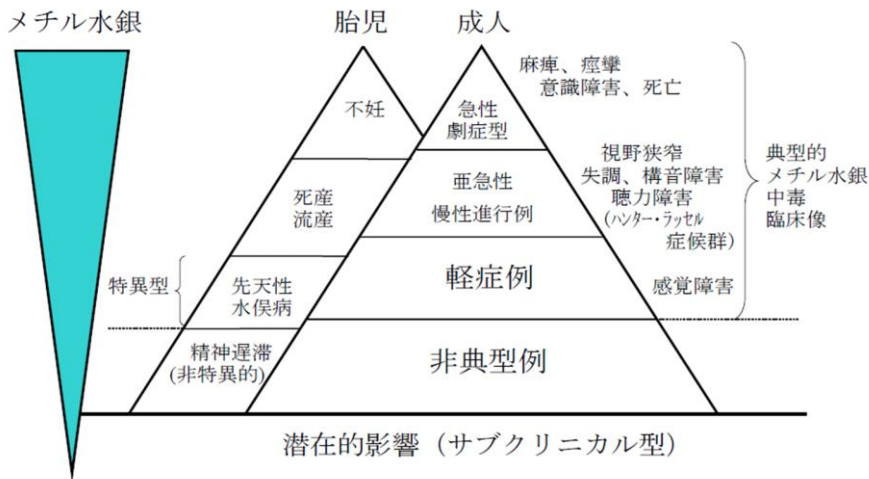 メチル水銀
胎児
成人
不妊
死産
流産
特異型
先天性
水俣病
精神遅滞
(非特異的)
急性
劇症型
亜急性
慢性進行例
軽症例
非典型例
麻痺、痙攣
意識障害、死亡
視野狭窄
失調、構音障害
聴力障害
(ﾊﾝﾀｰ・ﾗｯｾﾙ
症候群)
感覚障害
典型的
メチル水銀
中毒
臨床像
潜在的影響（サブクリニカル型）